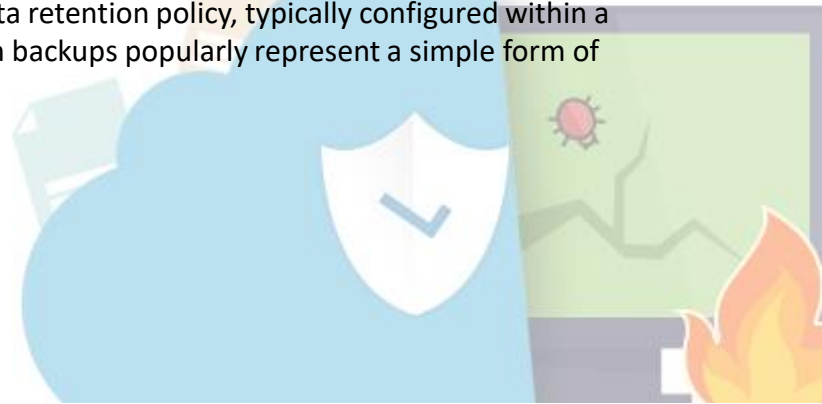 ta retention policy, typically configured within a
backups popularly represent a simple form of